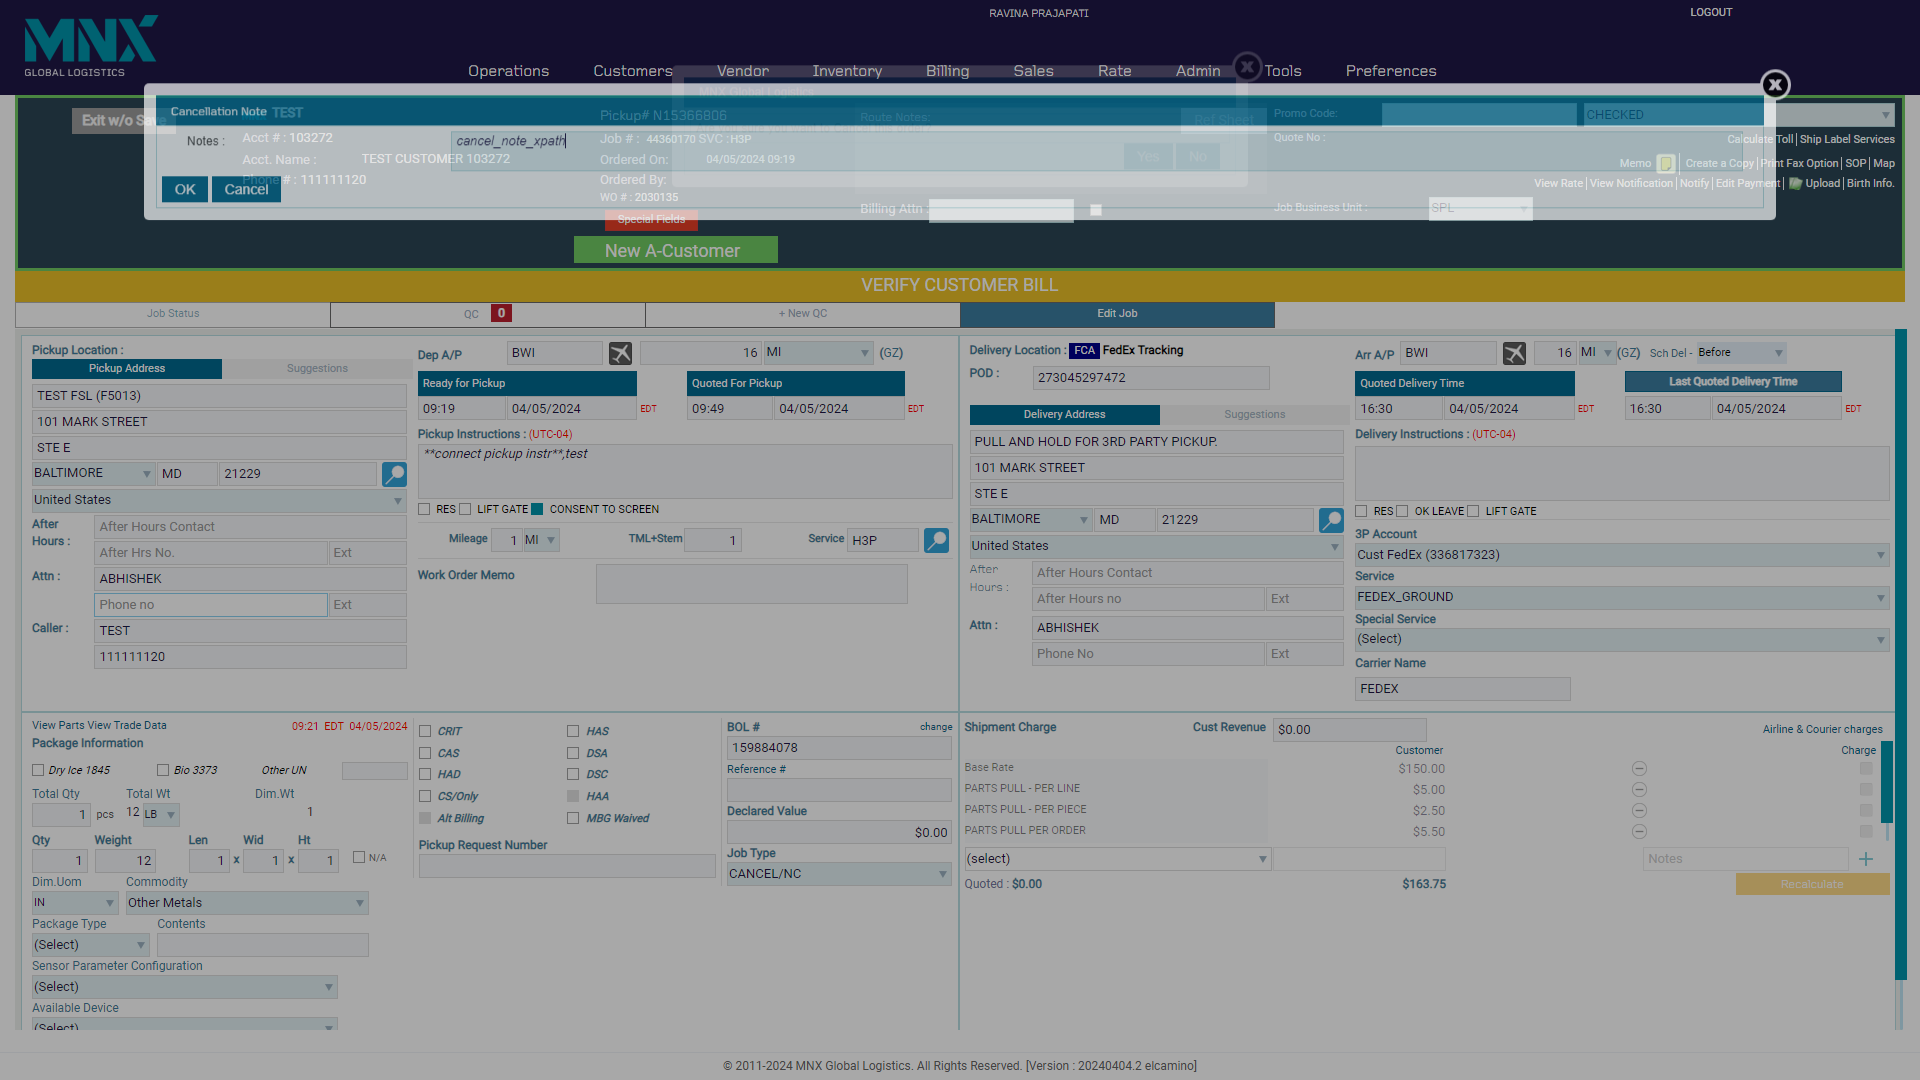 RAVINA PRAJAPATI
LOGOUT
MNX
GLOBAL LOGISTICS
Operations
Customers
Vendor
Inventory
Billing
Sales
Rate
Admin
Tools
Preferences
MNX Global Logistics
Cancellation Note
TEST
Exit w/o Save
Pickup# N15366806
Route Notes:
Ref Sheet
Promo Code:
CHECKED
Notes :
cancel_note_xpath
Acct # : 103272
Job # : 44360170 SVC : H3P
Quote No :
Calculate Toll | Ship Label Services
Acct. Name : TEST CUSTOMER 103272
Ordered On: 04/05/2024 09:19
Yes
No
Memo
Create a Copy | Print Fax Option | SOP | Map
Phone # : 111111120
Ordered By:
View Rate | View Notification | Notify | Edit Payment
Upload | Birth Info.
OK
Cancel
WO # : 2030135
Billing Attn :
Job Business Unit :
SPL
Special Fields
New A-Customer
VERIFY CUSTOMER BILL
Job Status
QC 0
+ New QC
Edit Job
Pickup Location :
Pickup Address
Suggestions
TEST FSL (F5013)
101 MARK STREET
STE E
BALTIMORE
MD
21229
United States
After Hours :
After Hours Contact
After Hrs No.
Ext
Attn :
ABHISHEK
Phone no
Ext
Caller :
TEST
111111120
Dep A/P
BWI
16
MI
(GZ)
Ready for Pickup
Quoted For Pickup
09:19
04/05/2024
EDT
09:49
04/05/2024
EDT
Pickup Instructions : (UTC-04)
**connect pickup instr**,test
RES
LIFT GATE
CONSENT TO SCREEN
Mileage
1
MI
TML+Stem
1
Service
H3P
Work Order Memo
Delivery Location :
FCA
FedEx Tracking
POD :
273045297472
Delivery Address
Suggestions
PULL AND HOLD FOR 3RD PARTY PICKUP.
101 MARK STREET
STE E
BALTIMORE
MD
21229
United States
After Hours :
After Hours Contact
After Hours no
Ext
Attn :
ABHISHEK
Phone No
Ext
Arr A/P
BWI
16
MI
(GZ)
Sch Del -
Before
Quoted Delivery Time
Last Quoted Delivery Time
16:30
04/05/2024
EDT
16:30
04/05/2024
EDT
Delivery Instructions : (UTC-04)
RES
OK LEAVE
LIFT GATE
3P Account
Cust FedEx (336817323)
Service
FEDEX_GROUND
Special Service
(Select)
Carrier Name
FEDEX
View Parts View Trade Data
09:21 EDT 04/05/2024
Package Information
Dry Ice 1845
Bio 3373
Other UN
Total Qty
Total Wt
Dim.Wt
1
pcs
12
LB
1
Qty
Weight
Len
Wid
Ht
1
12
1
x
1
x
1
N/A
Dim.Uom
Commodity
IN
Other Metals
Package Type
Contents
(Select)
Sensor Parameter Configuration
(Select)
Available Device
(Select)
CRIT
HAS
CAS
DSA
HAD
DSC
CS/Only
HAA
Alt Billing
MBG Waived
Pickup Request Number
BOL #
change
159884078
Reference #
Declared Value
$0.00
Job Type
CANCEL/NC
Shipment Charge
Cust Revenue
$0.00
Airline & Courier charges
Customer
Charge
Base Rate
$150.00
PARTS PULL - PER LINE
$5.00
PARTS PULL - PER PIECE
$2.50
PARTS PULL PER ORDER
$5.50
(select)
Notes
+
Quoted : $0.00
$163.75
Recalculate
© 2011-2024 MNX Global Logistics. All Rights Reserved. [Version : 20240404.2 elcamino]